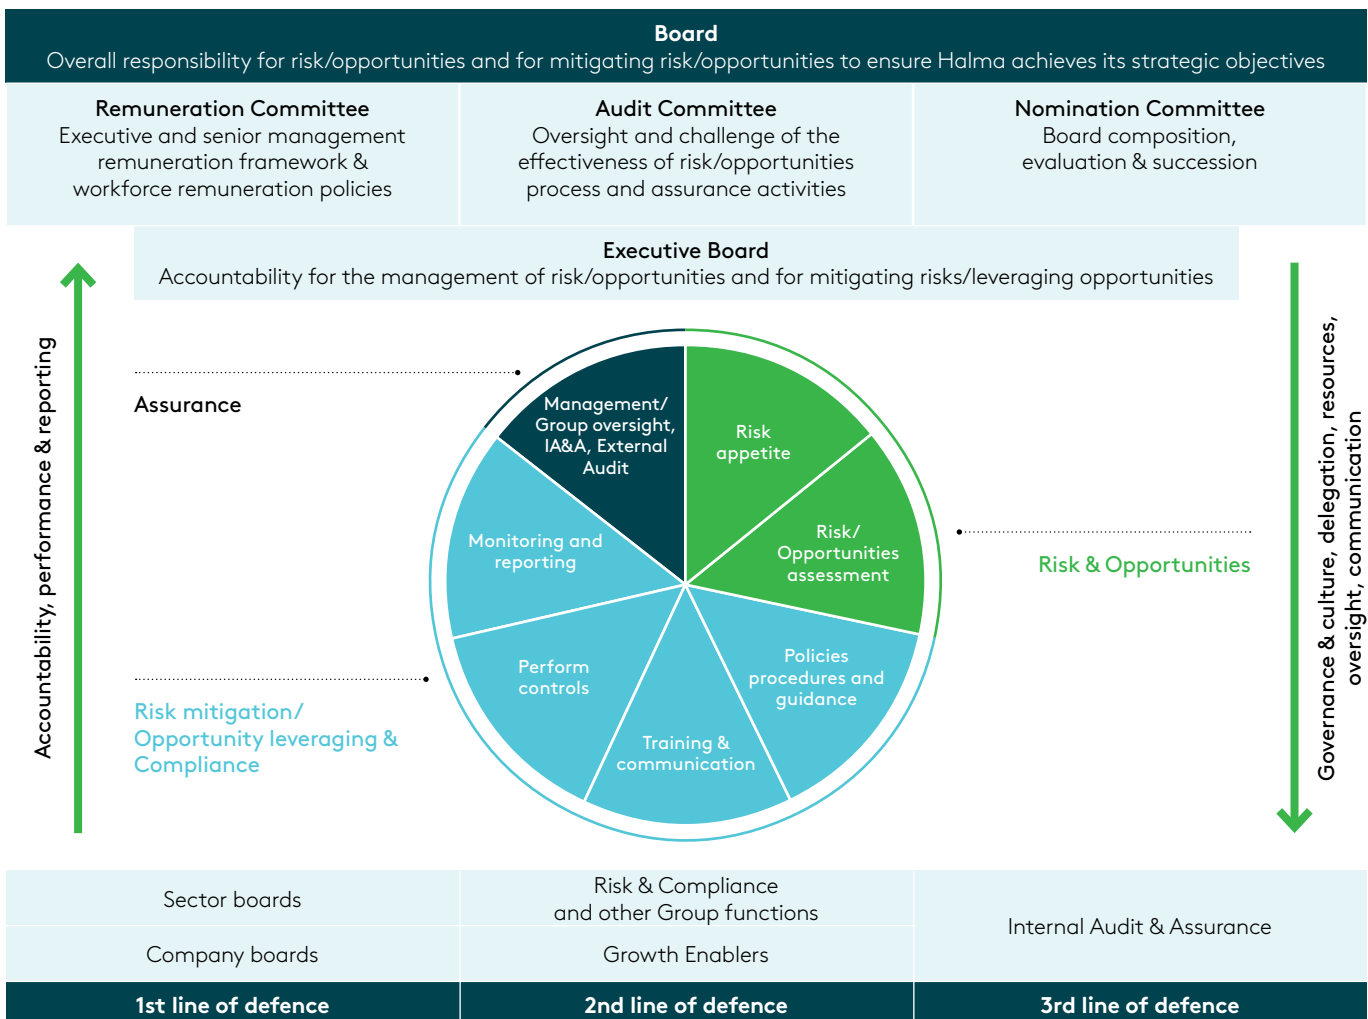 Board
Overall responsibility for risk/opportunities and for mitigating risk/opportunities to ensure Halma achieves its strategic objectives
Remuneration Committee
Executive and senior management
remuneration framework &
workforce remuneration policies
Audit Committee
Oversight and challenge of the
effectiveness of risk/opportunities
process and assurance activities
Nomination Committee
Board composition,
evaluation & succession
Executive Board
Accountability for the management of risk/opportunities and for mitigating risks/leveraging opportunities
Accountability, performance & reporting
Assurance
Management/
Group oversight,
IA&A, External
Audit
Risk
appetite
Risk/
Opportunities
assessment
Monitoring and
reporting
Perform
controls
Training &
communication
Policies
procedures and
guidance
Risk & Opportunities
Risk mitigation/
Opportunity leveraging &
Compliance
Governance & culture, delegation, resources,
oversight, communication
Sector boards
Company boards
1st line of defence
Risk & Compliance
and other Group functions
Growth Enablers
2nd line of defence
Internal Audit & Assurance
3rd line of defence